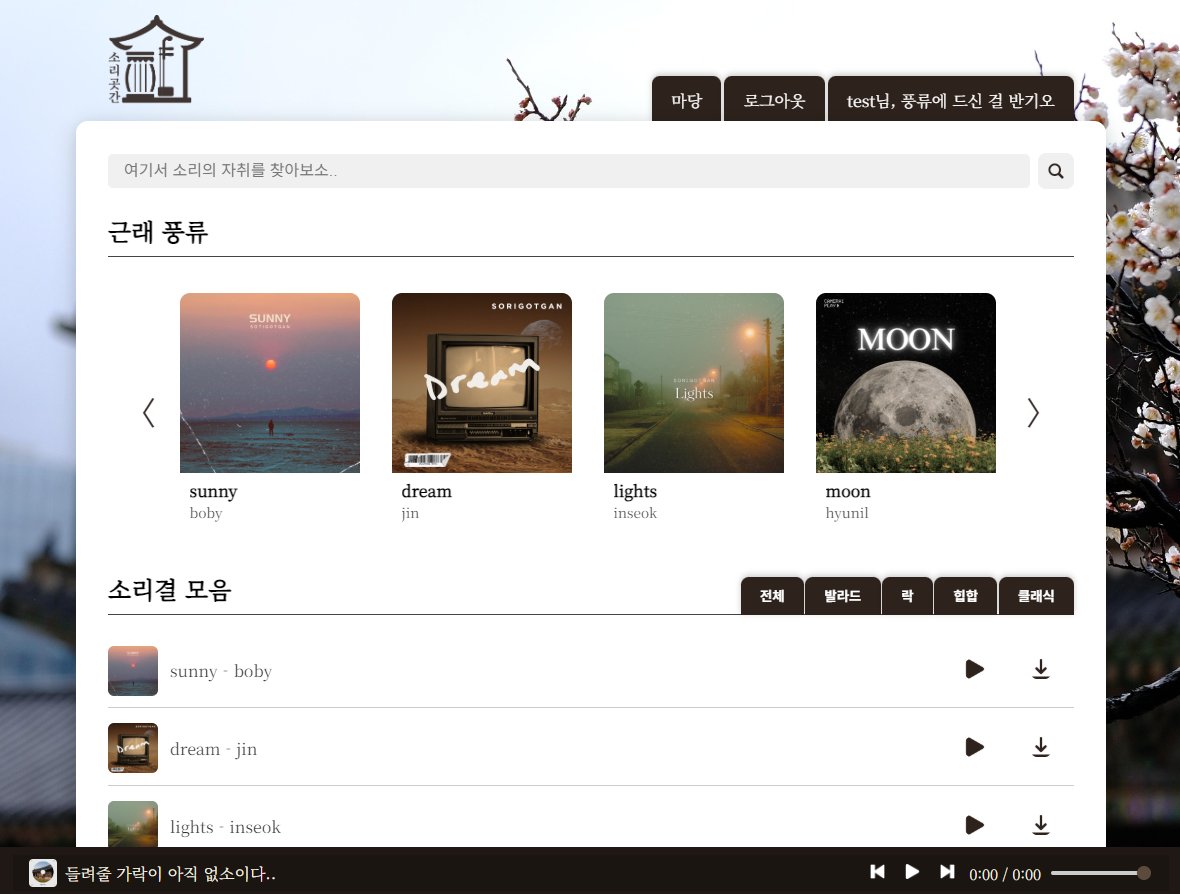 소리곳간
마당
로그아웃
test님, 풍류에 드신 걸 반기오
여기서 소리의 자취를 찾아보소..
근래 풍류
SUNNY
SORIGOTGAN
Dream
SORIGOTGAN
Lights
MOON
sunny
boby
dream
jin
lights
inseok
moon
hyunil
소리결 모음
전체
발라드
락
힙합
클래식
sunny - boby
dream - jin
lights - inseok
들려줄 가락이 아직 없소이다..
0:00 / 0:00